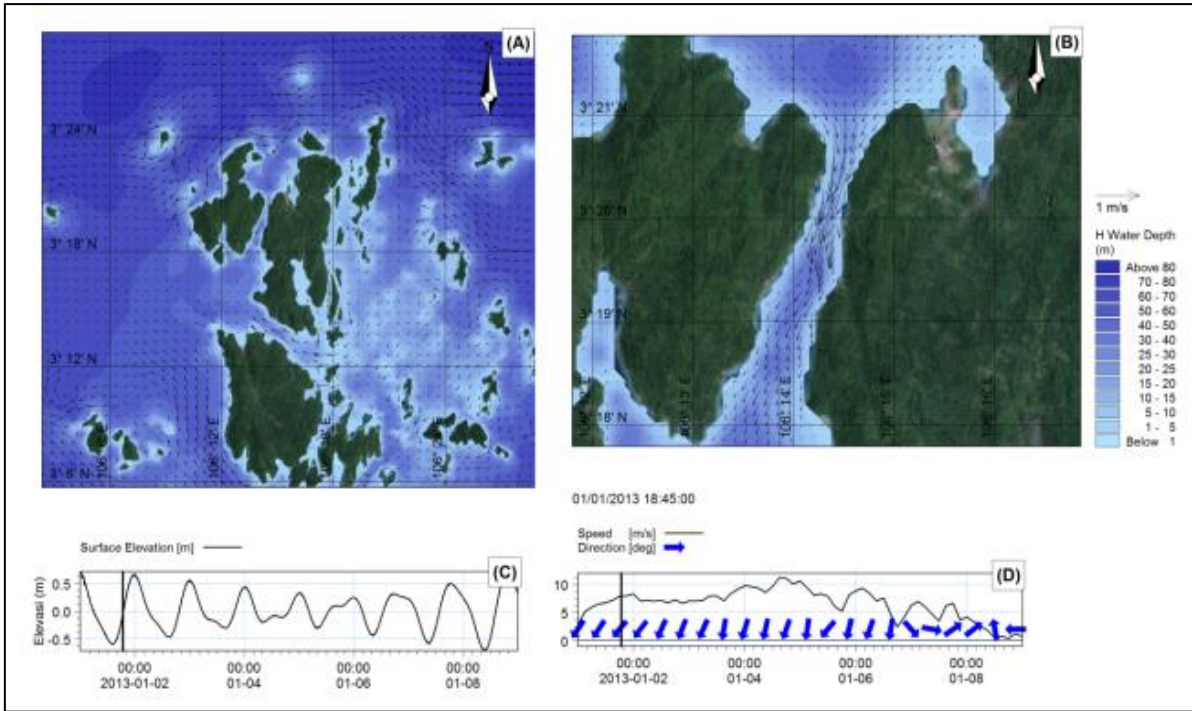 (A)
N
3° 24' N
3° 18' N
3° 12' N
3° 6' N
106° 12' E
(B)
3° 21' N
3° 20' N
3° 19' N
3° 18' N
106° 13' E
106° 14' E
106° 15' E
1 m/s
H Water Depth
(m)
Above 80
70 - 80
60 - 70
50 - 60
40 - 50
30 - 40
25 - 30
20 - 25
15 - 20
10 - 15
5 - 10
1 - 5
Below 1
01/01/2013 18:45:00
Surface Elevation [m]
(C)
Elevasi (m)
0.5
0.0
-0.5
00:00 00:00 00:00 00:00
2013-01-02 01-04 01-06 01-08
Speed [m/s]
Direction [deg]
(D)
10
5
0
00:00 00:00 00:00 00:00
2013-01-02 01-04 01-06 01-08